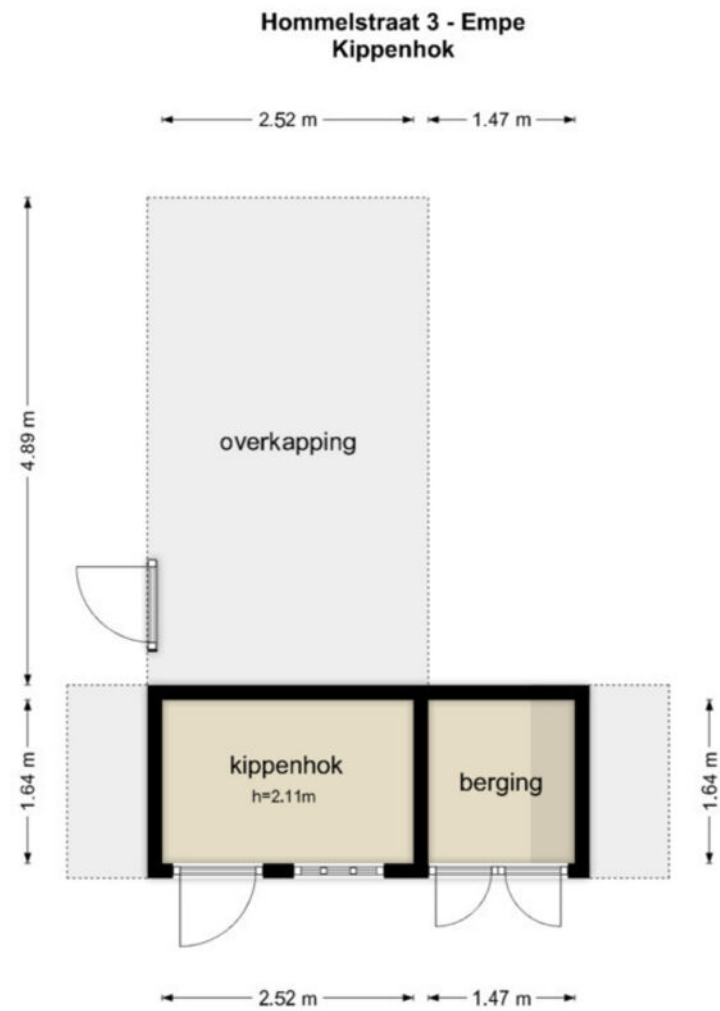 Hommelstraat 3 - Empe
Kippenhok
2.52 m
1.47 m
4.89 m
overkapping
1.64 m
kippenhok
h=2.11m
berging
1.64 m
2.52 m
1.47 m